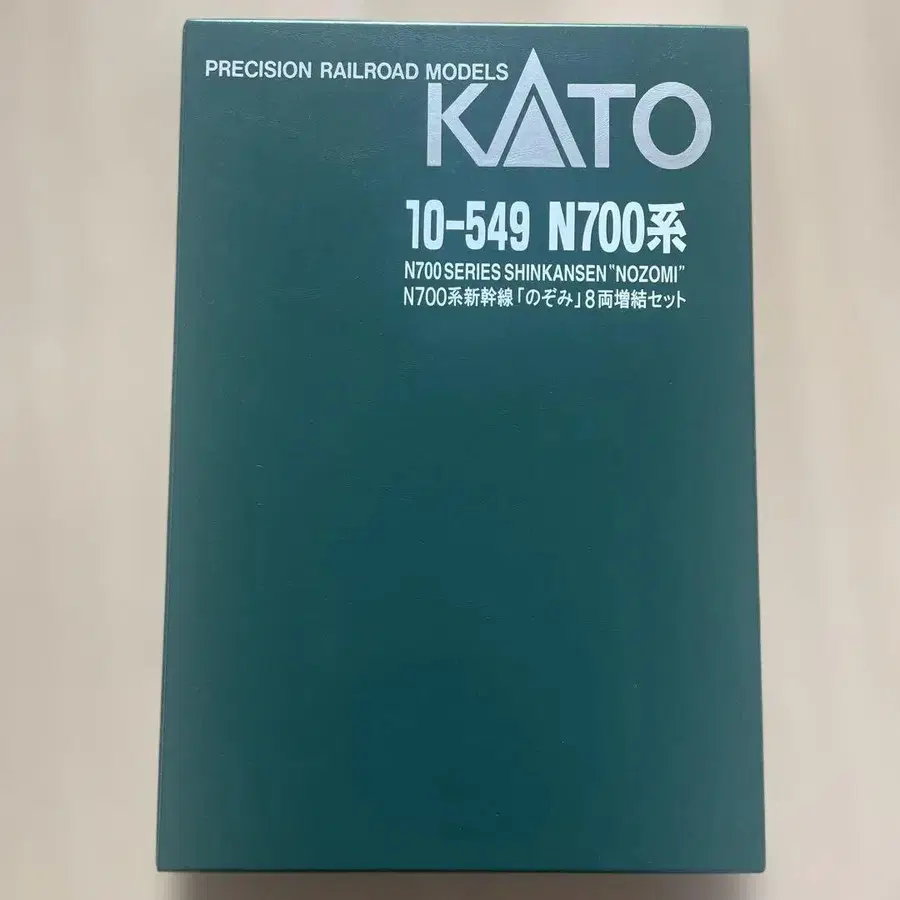 PRECISION RAILROAD MODELS
KATO
10-549 N700系
N700 SERIES SHINKANSEN "NOZOMI"
N700系新幹線「のぞみ」8両増結セット